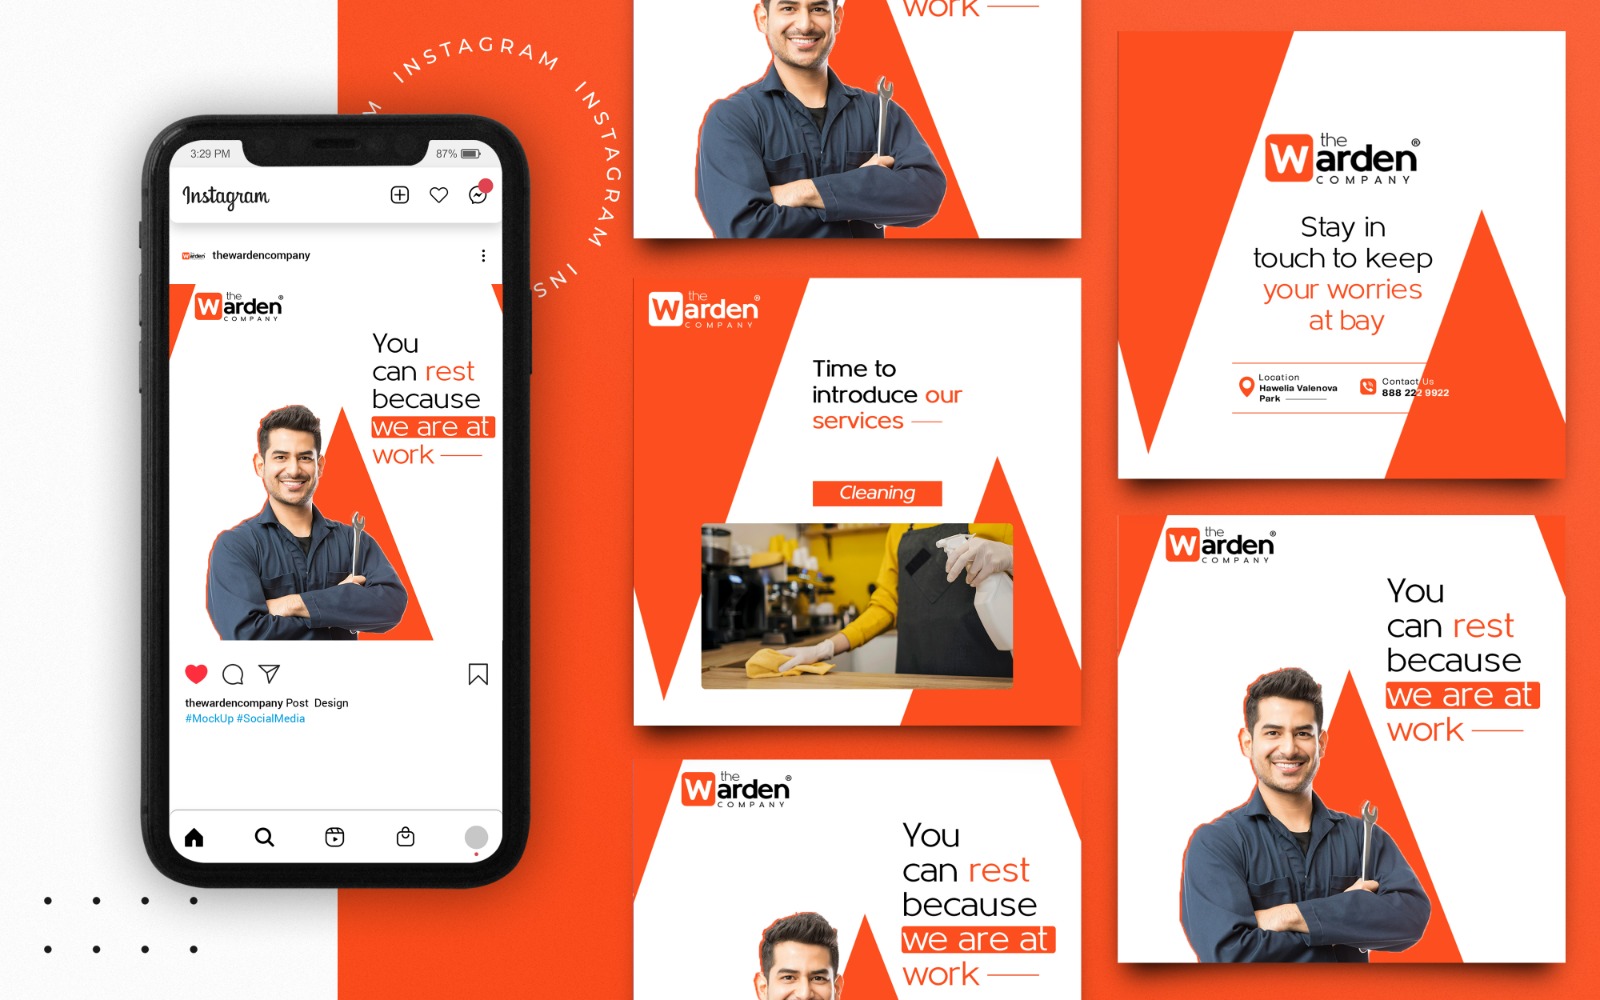 INSTAGRAM INSTAGRAM INS
M
3:29 PM
87%
Instagram
Warden
thewardencompany
the
Warden®
COMPANY
You
can rest
because
we are at
work
thewardencompany Post Design
#MockUp #SocialMedia
work
the
Warden®
COMPANY
Time to
introduce our
services
Cleaning
the
Warden®
COMPANY
You
can rest
because
we are at
work
the
Warden®
COMPANY
Stay in
touch to keep
your worries
at bay
Location
Hawelia Valenova
Park
Contact Us
888 222 9922
the
Warden®
COMPANY
You
can rest
because
we are at
work